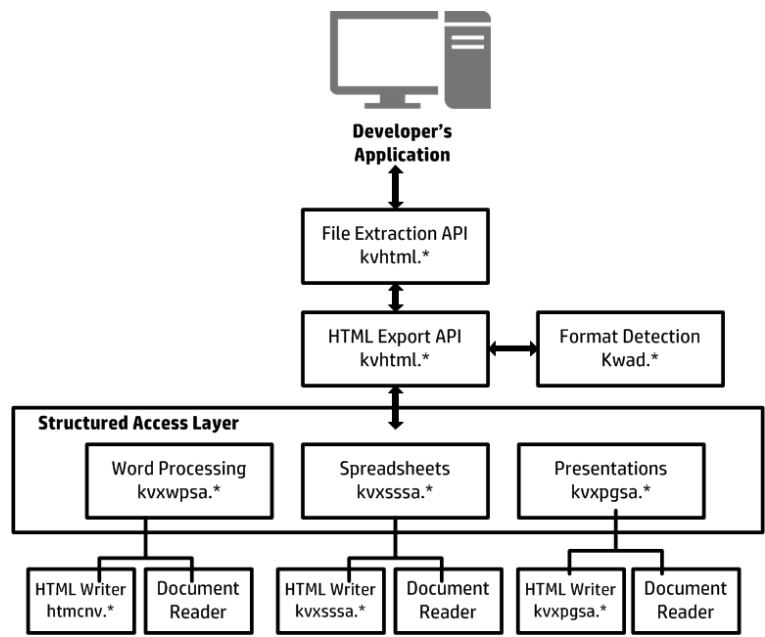 Developer's
Application
File Extraction API
kvhtml.*
HTML Export API
kvhtml.*
Format Detection
Kwad.*
Structured Access Layer
Word Processing
kvxwpsa.*
Spreadsheets
kvxsssa.*
Presentations
kvxpgsa.*
HTML Writer
htmcnv.*
Document
Reader
HTML Writer
kvxsssa.*
Document
Reader
HTML Writer
kvxpgsa.*
Document
Reader